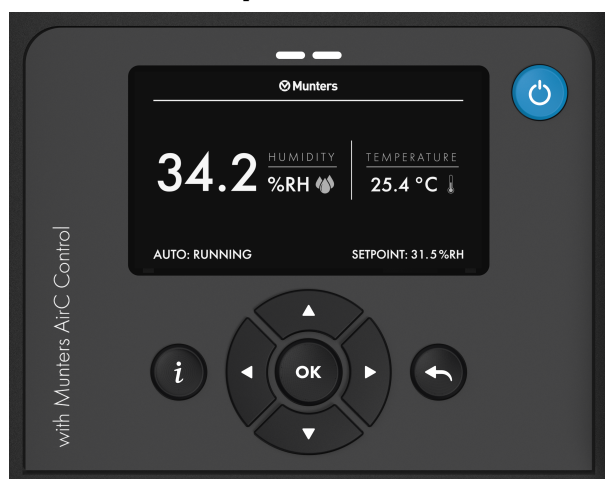 Munters
34.2
HUMIDITY
%RH
TEMPERATURE
25.4 °C
AUTO: RUNNING
SETPOINT: 31.5%RH
with Munters AirC Control
i
OK